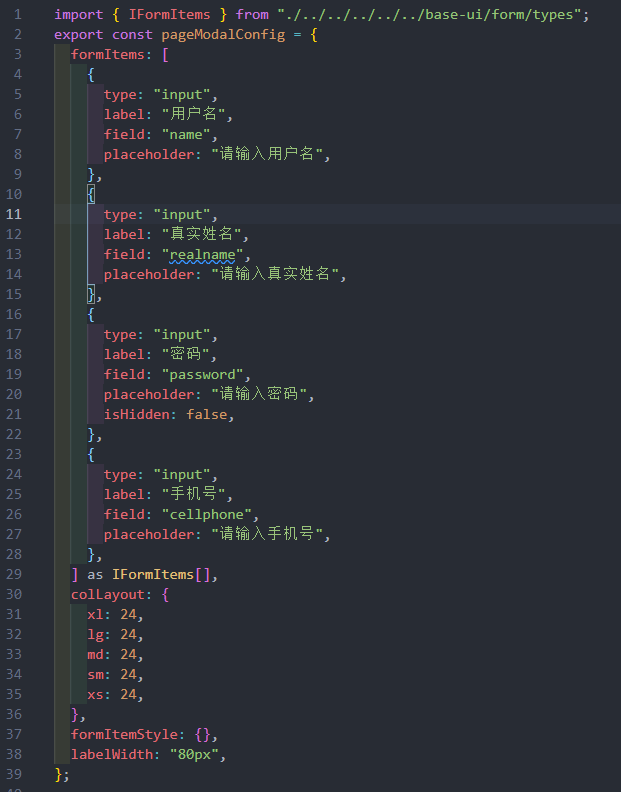 1 import { IFormItems } from "./../../../../../base-ui/form/types";
2 export const pageModalConfig = {
3 formItems: [
4 {
5 type: "input",
6 label: "用户名",
7 field: "name",
8 placeholder: "请输入用户名",
9 },
10 {
11 type: "input",
12 label: "真实姓名",
13 field: "realname",
14 placeholder: "请输入真实姓名",
15 },
16 {
17 type: "input",
18 label: "密码",
19 field: "password",
20 placeholder: "请输入密码",
21 isHidden: false,
22 },
23 {
24 type: "input",
25 label: "手机号",
26 field: "cellphone",
27 placeholder: "请输入手机号",
28 },
29 ] as IFormItems[],
30 colLayout: {
31 xl: 24,
32 lg: 24,
33 md: 24,
34 sm: 24,
35 xs: 24,
36 },
37 formItemStyle: {},
38 labelWidth: "80px",
39 };